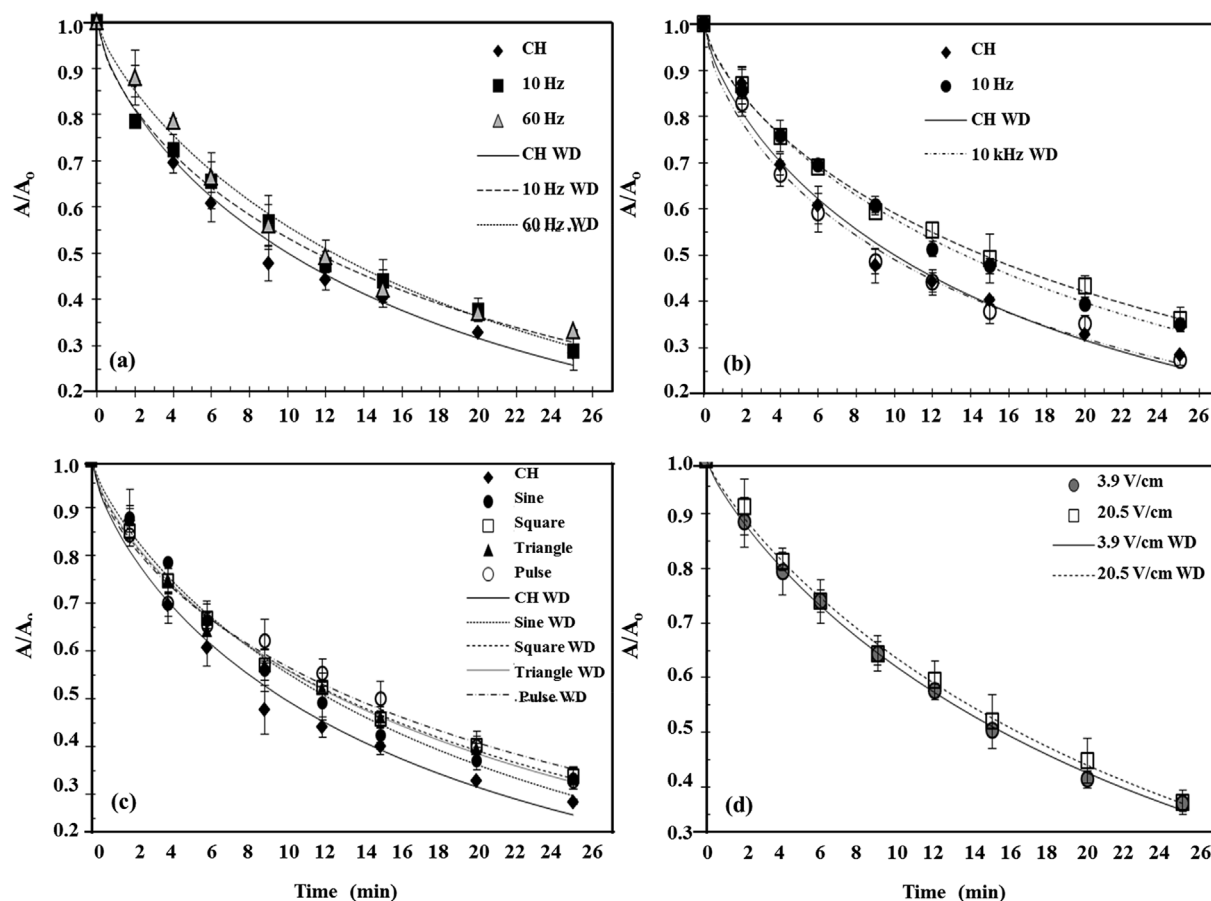 A/A₀
1.0
0.9
0.8
0.7
0.6
0.5
0.4
0.3
0.2
CH
10 Hz
60 Hz
CH WD
10 Hz WD
60 Hz WD
(a)
0 2 4 6 8 10 12 14 16 18 20 22 24 26
A/A₀
1.0
0.9
0.8
0.7
0.6
0.5
0.4
0.3
0.2
CH
10 Hz
CH WD
10 kHz WD
(b)
0 2 4 6 8 10 12 14 16 18 20 22 24 26
A/A₀
1.0
0.9
0.8
0.7
0.6
0.5
0.4
0.3
0.2
CH
Sine
Square
Triangle
Pulse
CH WD
Sine WD
Square WD
Triangle WD
Pulse WD
(c)
0 2 4 6 8 10 12 14 16 18 20 22 24 26
Time (min)
A/A₀
1.0
0.9
0.8
0.7
0.6
0.5
0.4
0.3
3.9 V/cm
20.5 V/cm
3.9 V/cm WD
20.5 V/cm WD
(d)
0 2 4 6 8 10 12 14 16 18 20 22 24 26
Time (min)